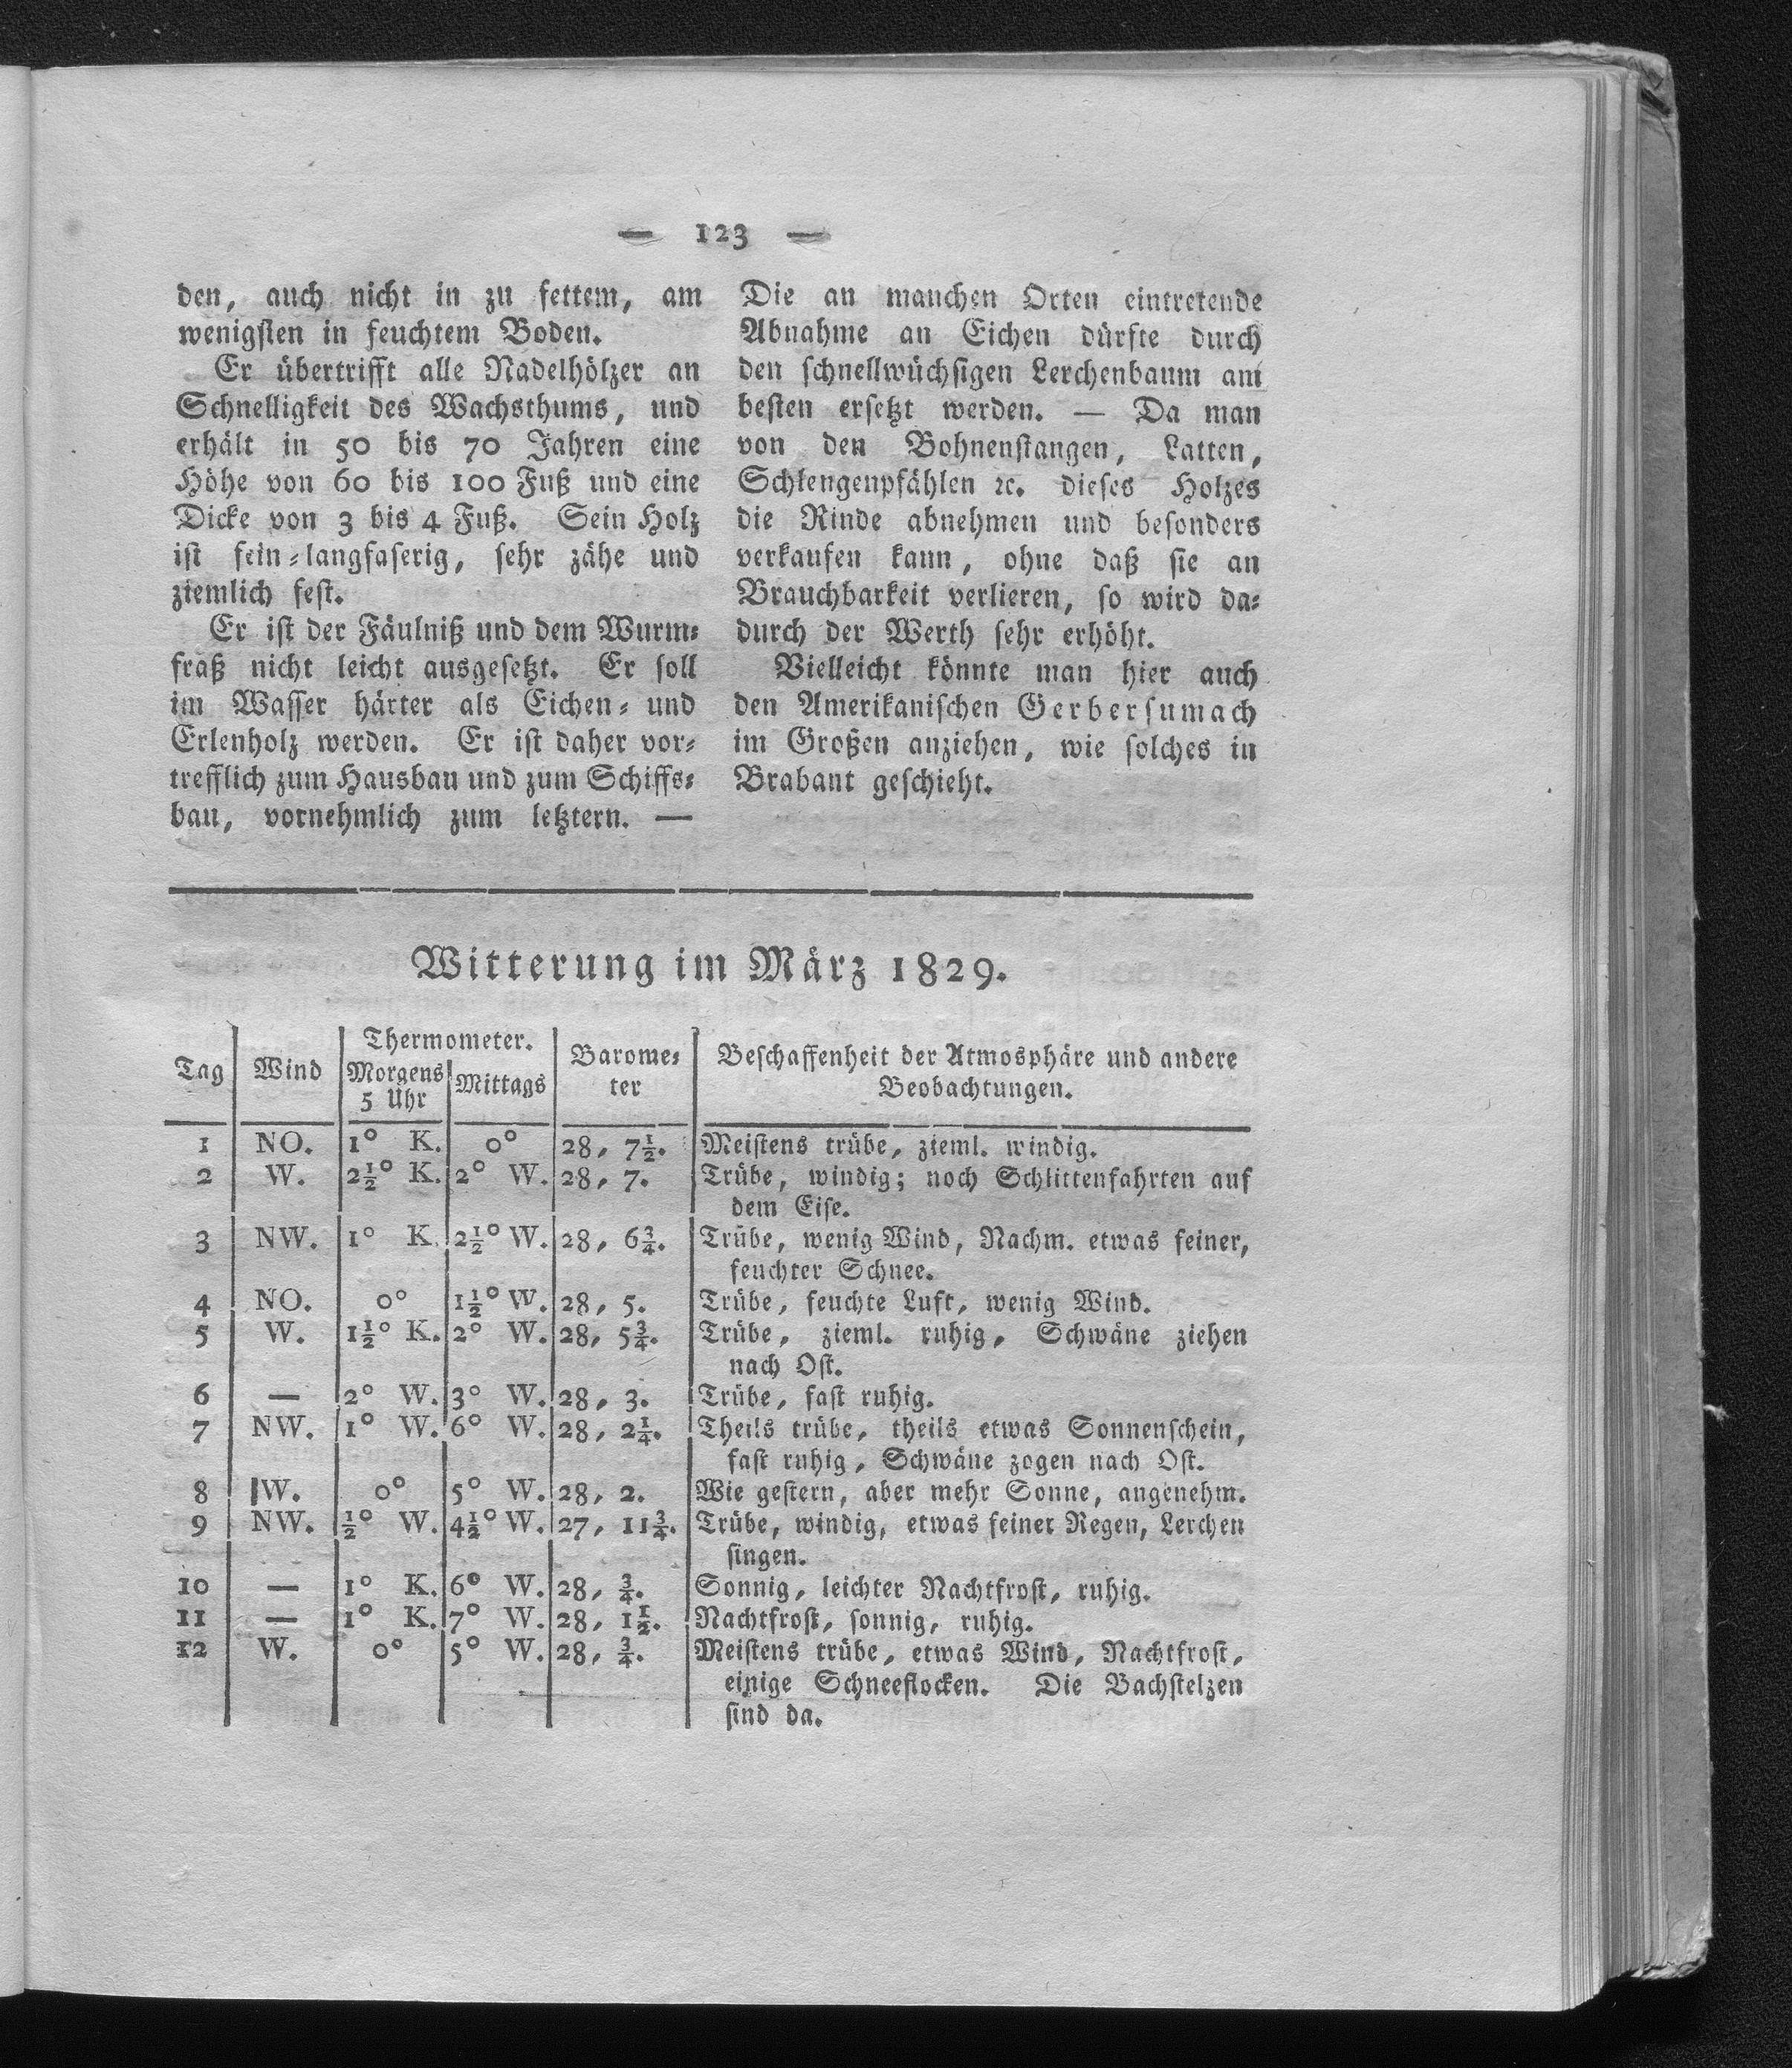 — 123 —
den, auch nicht in zu fettem, am
wenigsten in feuchtem Boden.
Er übertrifft alle Nadelhölzer an
Schnelligkeit des Wachsthums, und
erhält in 50 bis 70 Jahren eine
Höhe von 60 bis 100 Fuß und eine
Dicke von 3 bis 4 Fuß. Sein Holz
ist fein-langfaserig, sehr zähe und
ziemlich fest.
Er ist der Fäulniß und dem Wurm-
fraß nicht leicht ausgesetzt. Er soll
im Wasser härter als Eichen- und
Erlenholz werden. Er ist daher vor-
trefflich zum Hausbau und zum Schiffs-
bau, vornehmlich zum letztern. —
Die an manchen Orten eintretende
Abnahme an Eichen dürfte durch
den schnellwüchsigen Lerchenbaum am
besten ersetzt werden. — Da man
von den Bohnenstangen, Latten,
Schlengenpfählen ꝛc. dieses Holzes
die Rinde abnehmen und besonders
verkaufen kann, ohne daß sie an
Brauchbarkeit verlieren, so wird da-
durch der Werth sehr erhöht.
Vielleicht könnte man hier auch
den Amerikanischen Gerbersumach
im Großen anziehen, wie solches in
Brabant geschieht.
Witterung im März 1829.
Tag | Wind | Thermometer. Morgens 5 Uhr | Mittags | Barome-ter | Beschaffenheit der Atmosphäre und andere
Beobachtungen.
1 | NO. | 1° K. | 0° | 28, 7½. | Meistens trübe, zieml. windig.
2 | W. | 2½° K. | 2° W. | 28, 7. | Trübe, windig; noch Schlittenfahrten auf
dem Eise.
3 | NW. | 1° K. | 2½° W. | 28, 6¾. | Trübe, wenig Wind, Nachm. etwas feiner,
feuchter Schnee.
4 | NO. | 0° | 1½° W. | 28, 5. | Trübe, feuchte Luft, wenig Wind.
5 | W. | 1½° K. | 2° W. | 28, 5¾. | Trübe, zieml. ruhig, Schwäne ziehen
nach Ost.
6 | — | 2° W. | 3° W. | 28, 3. | Trübe, fast ruhig.
7 | NW. | 1° W. | 6° W. | 28, 2¼. | Theils trübe, theils etwas Sonnenschein,
fast ruhig, Schwäne zogen nach Ost.
8 | W. | 0° | 5° W. | 28, 2. | Wie gestern, aber mehr Sonne, angenehm.
9 | NW. | ½° W. | 4½° W. | 27, 11¾. | Trübe, windig, etwas feiner Regen, Lerchen
singen.
10 | — | 1° K. | 6° W. | 28, ¾. | Sonnig, leichter Nachtfrost, ruhig.
11 | — | 1° K. | 7° W. | 28, 1½. | Nachtfrost, sonnig, ruhig.
12 | W. | 0° | 5° W. | 28, ¾. | Meistens trübe, etwas Wind, Nachtfrost,
einige Schneeflocken. Die Bachstelzen
sind da.